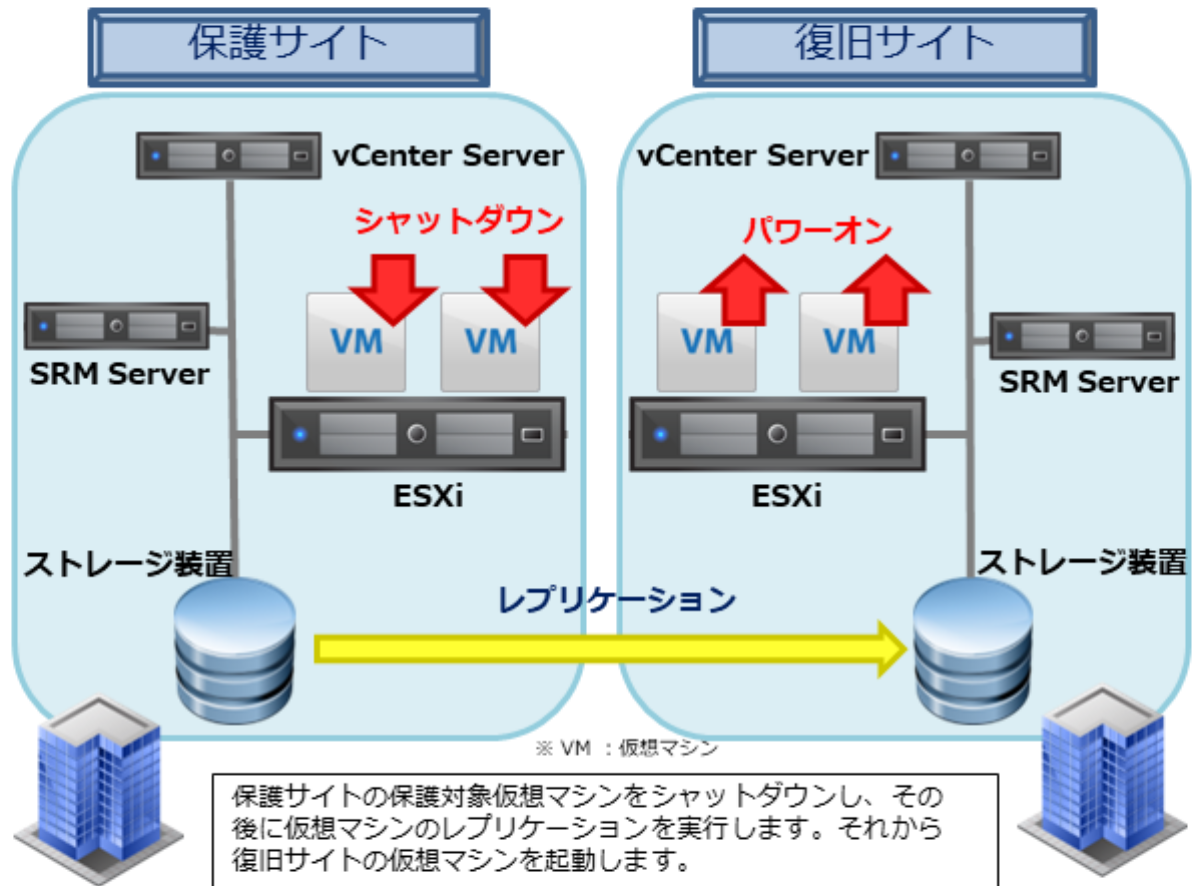 保護サイト
復旧サイト
vCenter Server
vCenter Server
シャットダウン
パワーオン
VM
VM
VM
VM
SRM Server
SRM Server
ESXi
ESXi
ストレージ装置
ストレージ装置
レプリケーション
※ VM ：仮想マシン
保護サイトの保護対象仮想マシンをシャットダウンし、その
後に仮想マシンのレプリケーションを実行します。それから
復旧サイトの仮想マシンを起動します。